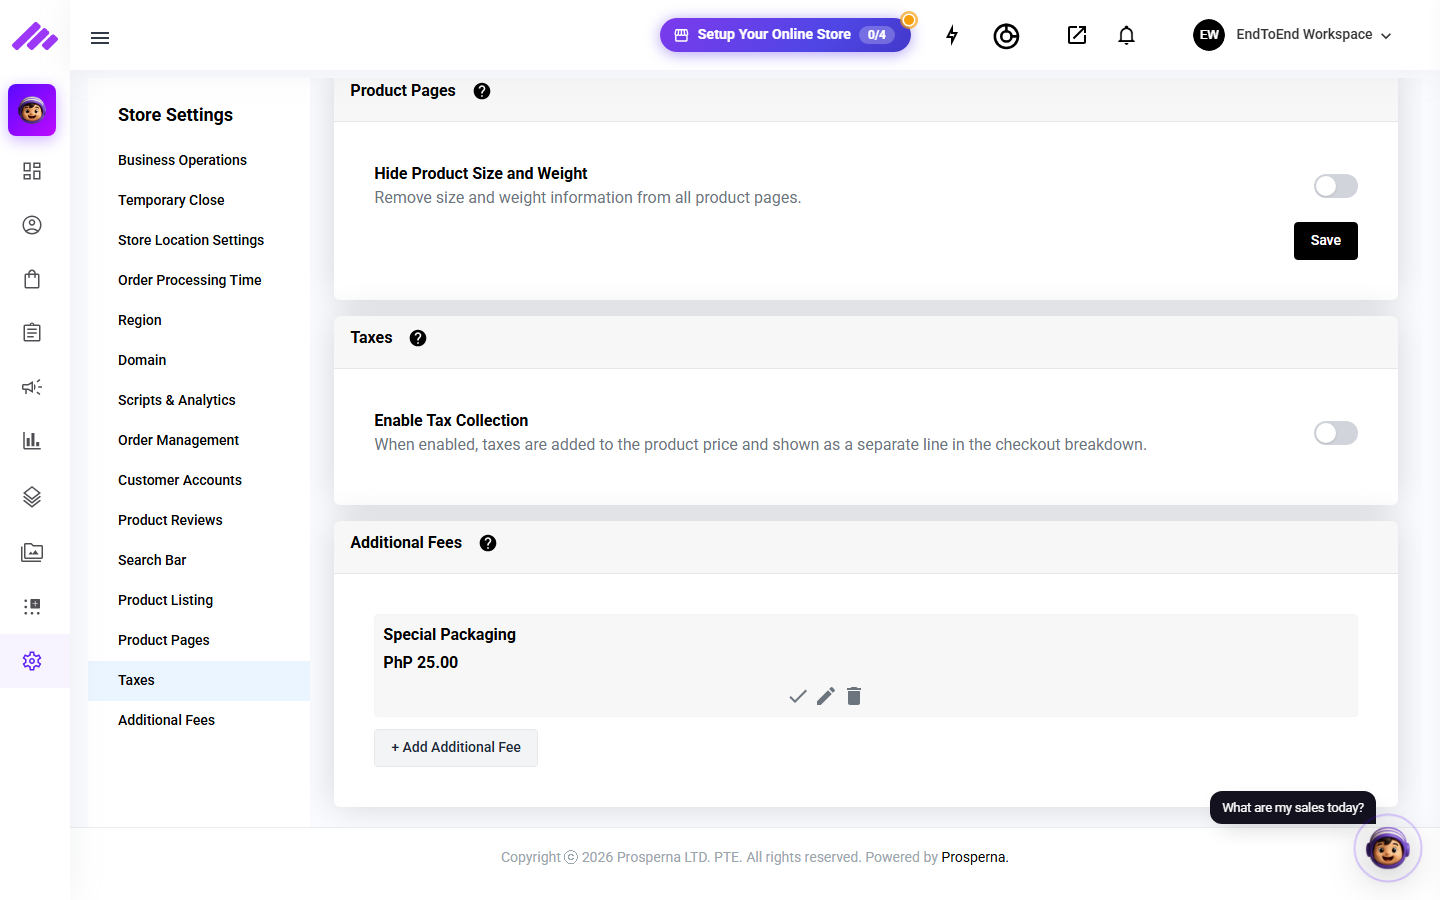 Setup Your Online Store 0/4
EW EndToEnd Workspace
Store Settings
Business Operations
Temporary Close
Store Location Settings
Order Processing Time
Region
Domain
Scripts & Analytics
Order Management
Customer Accounts
Product Reviews
Search Bar
Product Listing
Product Pages
Taxes
Additional Fees
Product Pages ?
Hide Product Size and Weight
Remove size and weight information from all product pages.
Save
Taxes ?
Enable Tax Collection
When enabled, taxes are added to the product price and shown as a separate line in the checkout breakdown.
Additional Fees ?
Special Packaging
PhP 25.00
+ Add Additional Fee
What are my sales today?
Copyright © 2026 Prosperna LTD. PTE. All rights reserved. Powered by Prosperna.